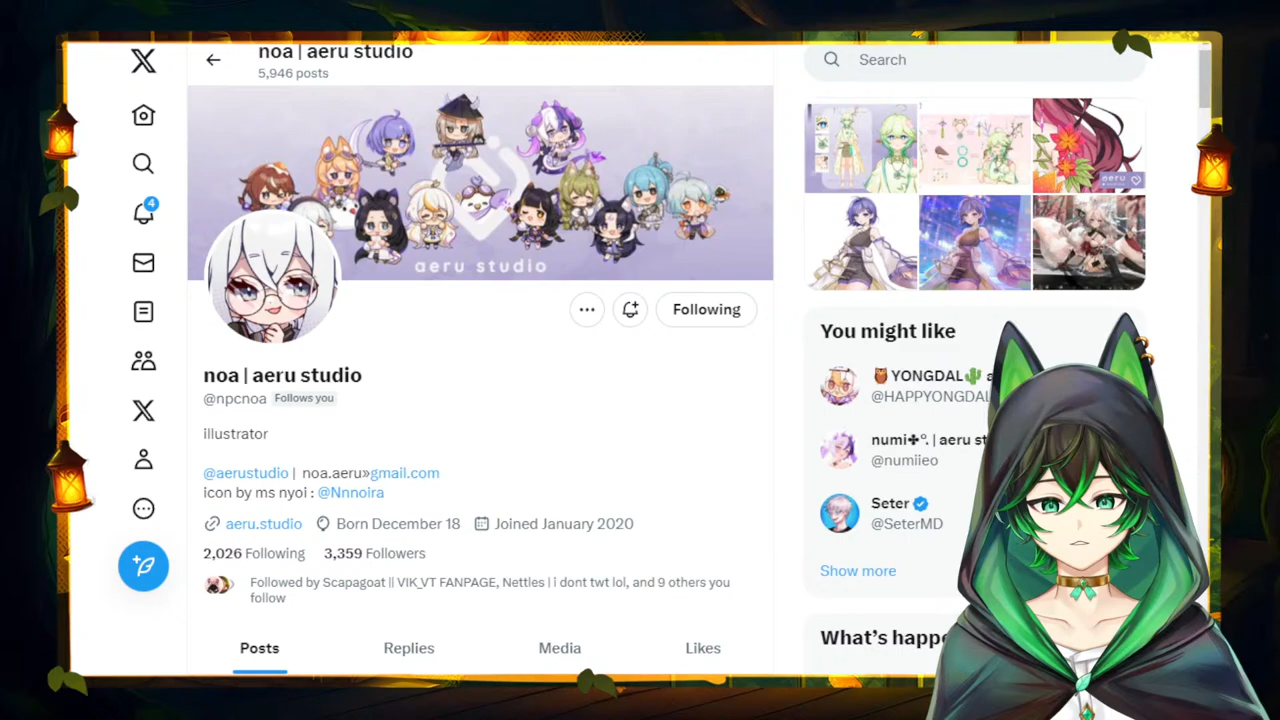 noa | aeru studio
5,946 posts
Search
4
aeru studio
aeru
Following
You might like
YONGDAL
@HAPPYONGDAL
noa | aeru studio
@npcnoa Follows you
numi✤°. | aeru st
@numiieo
illustrator
@aerustudio | noa.aeru»gmail.com
icon by ms nyoi : @Nnnoira
Seter
@SeterMD
aeru.studio Born December 18 Joined January 2020
2,026 Following 3,359 Followers
Show more
Followed by Scapagoat || VIK_VT FANPAGE, Nettles | i dont twt lol, and 9 others you
follow
What's happe
Posts Replies Media Likes